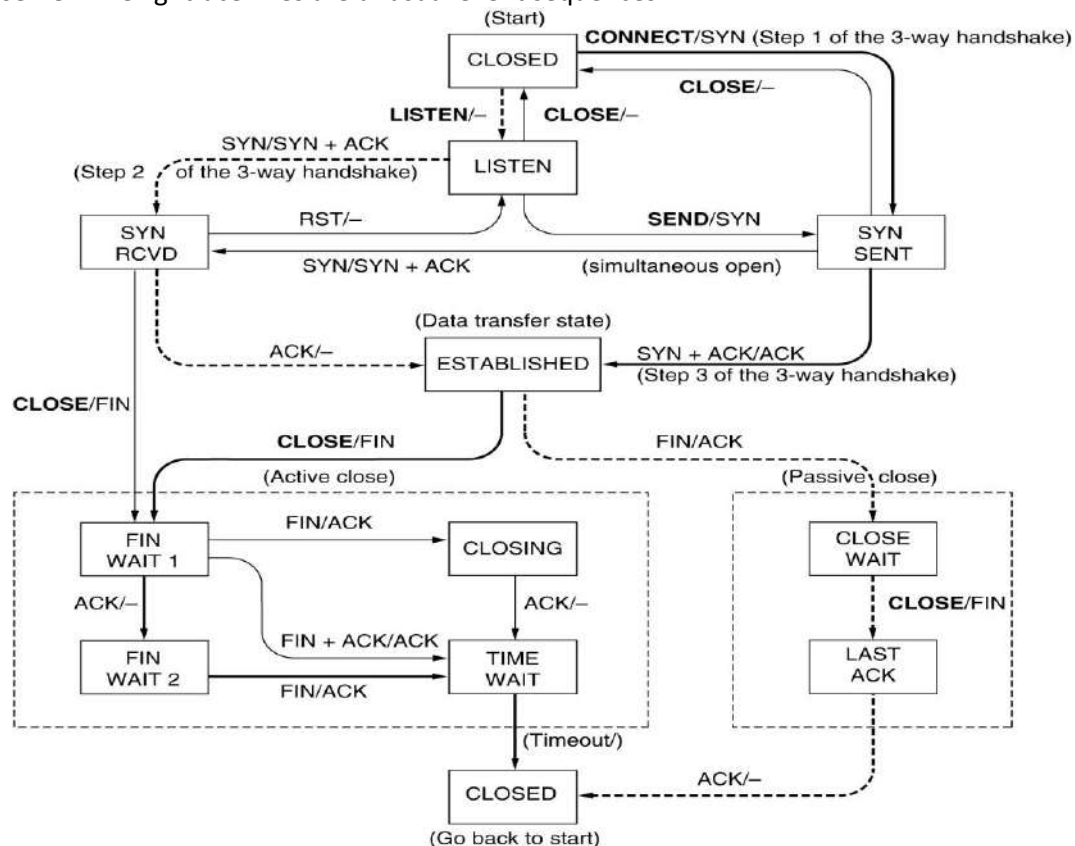 (Start)
CONNECT/SYN (Step 1 of the 3-way handshake)
CLOSED
CLOSE/–
LISTEN/–
CLOSE/–
SYN/SYN + ACK
LISTEN
(Step 2 of the 3-way handshake)
RST/–
SEND/SYN
SYN
RCVD
SYN
SENT
SYN/SYN + ACK
(simultaneous open)
(Data transfer state)
ACK/–
ESTABLISHED
SYN + ACK/ACK
(Step 3 of the 3-way handshake)
CLOSE/FIN
CLOSE/FIN
FIN/ACK
(Active close)
(Passive close)
FIN
WAIT 1
FIN/ACK
CLOSING
CLOSE
WAIT
ACK/–
ACK/–
CLOSE/FIN
FIN + ACK/ACK
FIN
WAIT 2
FIN/ACK
TIME
WAIT
LAST
ACK
(Timeout/)
CLOSED
ACK/–
(Go back to start)